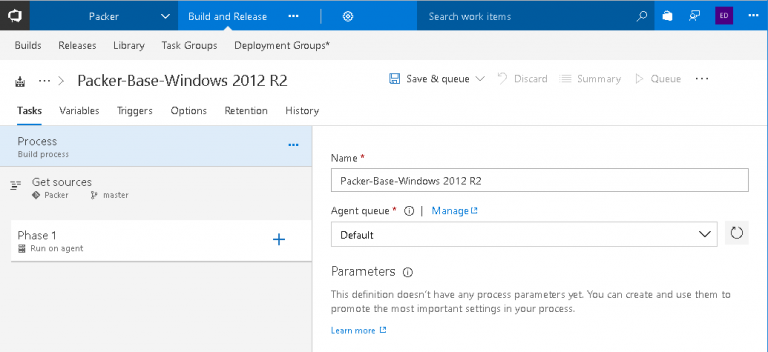 Packer Build and Release ··· Search work items ED ···
Builds Releases Library Task Groups Deployment Groups*
··· > Packer-Base-Windows 2012 R2 Save & queue Discard Summary Queue ···
Tasks Variables Triggers Options Retention History
Process ···
Build process
Get sources
Packer master
Phase 1 +
Run on agent
Name *
Packer-Base-Windows 2012 R2
Agent queue * | Manage
Default
Parameters
This definition doesn't have any process parameters yet. You can create and use them to
promote the most important settings in your process.
Learn more